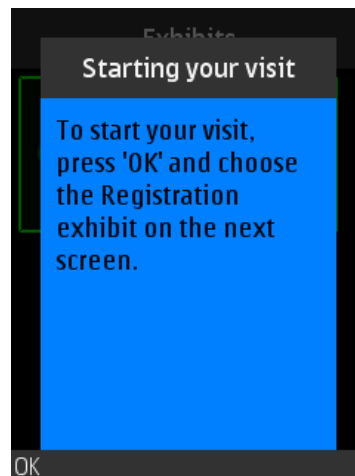 Exhibits
Starting your visit
To start your visit,
press 'OK' and choose
the Registration
exhibit on the next
screen.
OK